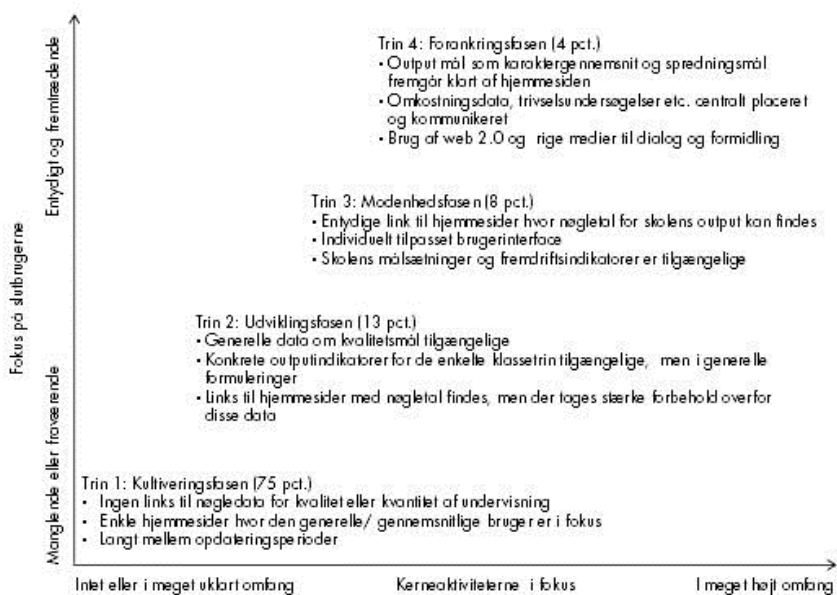 Entydigt og fremtrædende
Fokus på slutbrugerne
Manglende eller fraværende
Trin 4: Forankringsfasen (4 pct.)
• Output mål som karaktergennemsnit og spredningsmål
fremgår klart af hjemmesiden
• Omkostningsdata, trivselsundersøgelser etc. centralt placeret
og kommunikeret
• Brug af web 2.0 og rige medier til dialog og formidling
Trin 3: Modenhedsfasen (8 pct.)
• Entydige link til hjemmesider hvor nøgletal for skolens output kan findes
• Individuelt tilpasset brugerinterface
• Skolens målsætninger og fremdriftsindikatorer er tilgængelige
Trin 2: Udviklingsfasen (13 pct.)
• Generelle data om kvalitetsmål tilgængelige
• Konkrete outputindikatorer for de enkelte klassetrin tilgængelige, men i generelle
formuleringer
• Links til hjemmesider med nøgletal findes, men der tages stærke forbehold overfor
disse data
Trin 1: Kultiveringsfasen (75 pct.)
• Ingen links til nøgledata for kvalitet eller kvantitet af undervisning
• Enkle hjemmesider hvor den generelle/ gennemsnitlige bruger er i fokus
• Langt mellem opdateringsperioder
Intet eller i meget uklart omfang
Kerneaktiviteterne i fokus
I meget højt omfang